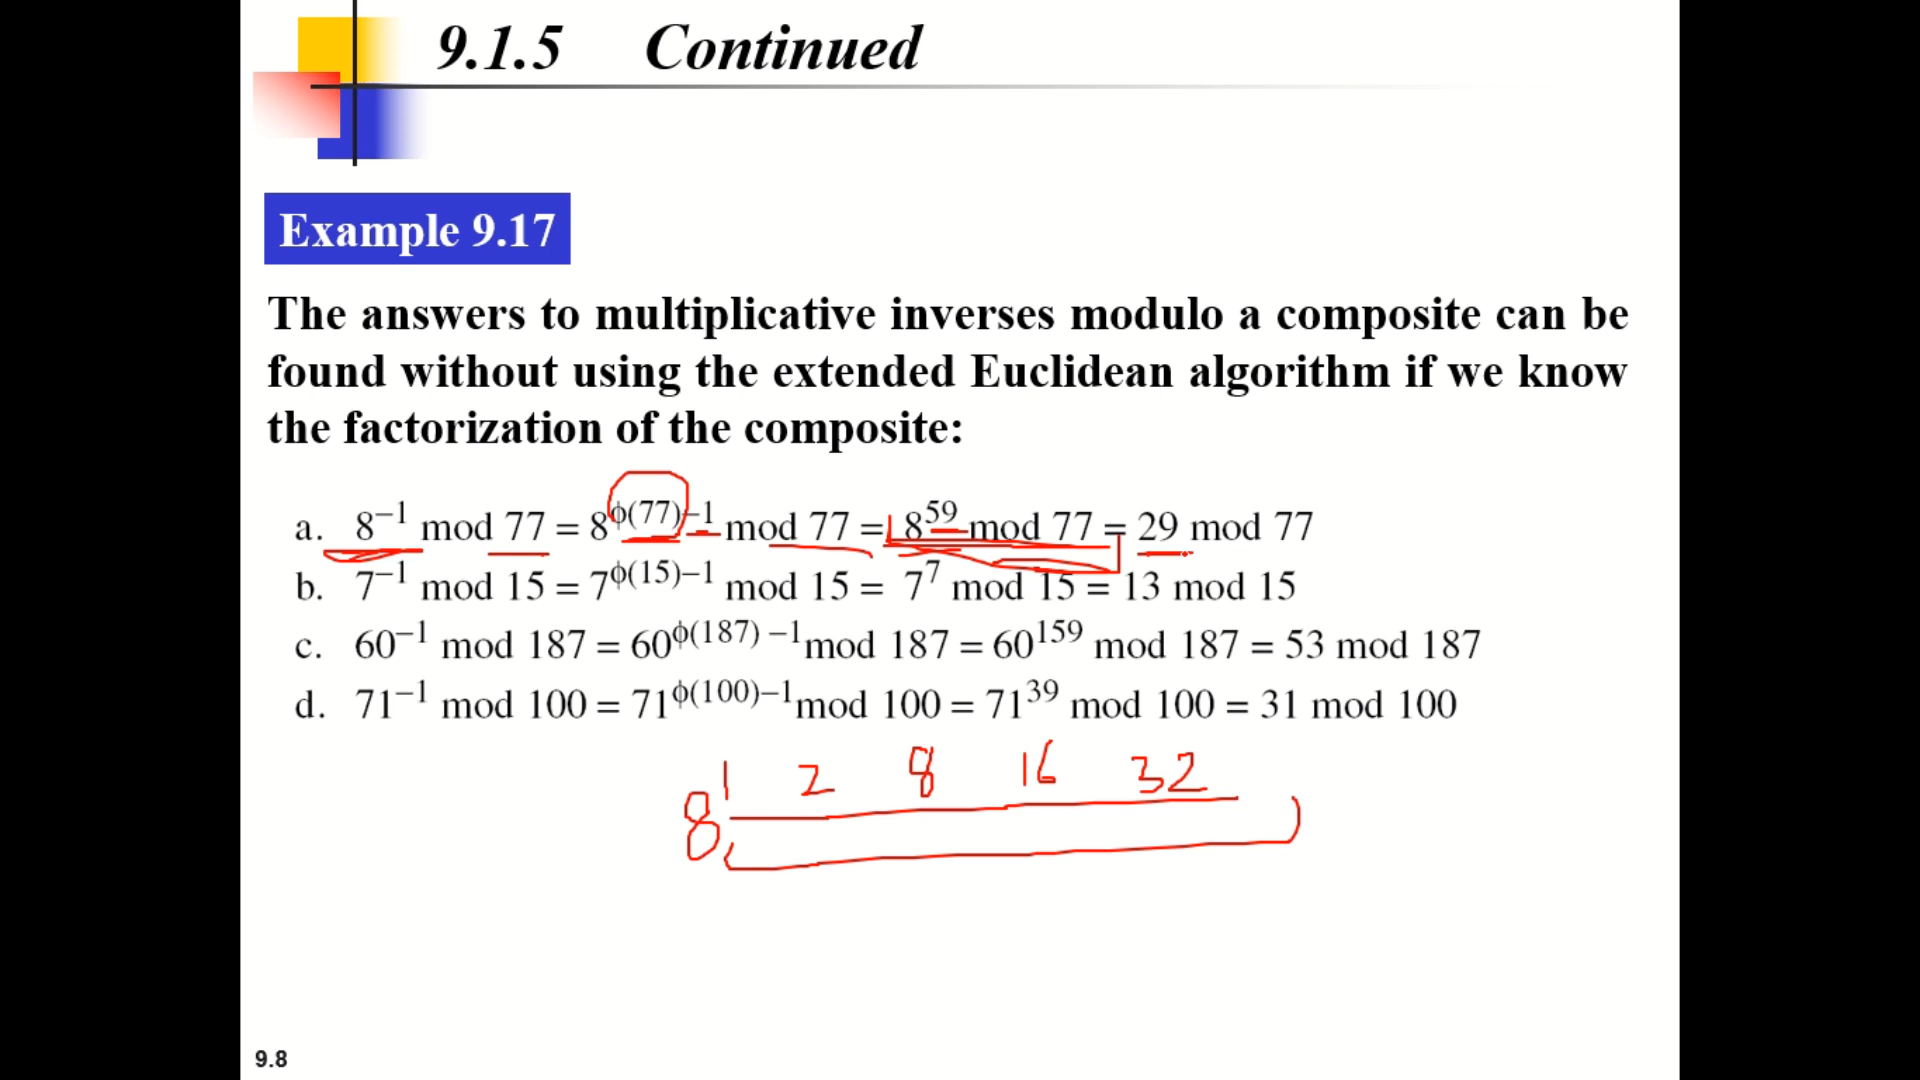 9.1.5 Continued
Example 9.17
The answers to multiplicative inverses modulo a composite can be
found without using the extended Euclidean algorithm if we know
the factorization of the composite:
a. 8⁻¹ mod 77 = 8^(ϕ(77)−1) mod 77 = 8⁵⁹ mod 77 = 29 mod 77
b. 7⁻¹ mod 15 = 7^(ϕ(15)−1) mod 15 = 7⁷ mod 15 = 13 mod 15
c. 60⁻¹ mod 187 = 60^(ϕ(187) −1) mod 187 = 60¹⁵⁹ mod 187 = 53 mod 187
d. 71⁻¹ mod 100 = 71^(ϕ(100)−1) mod 100 = 71³⁹ mod 100 = 31 mod 100
1 2 8 16 32
8
9.8